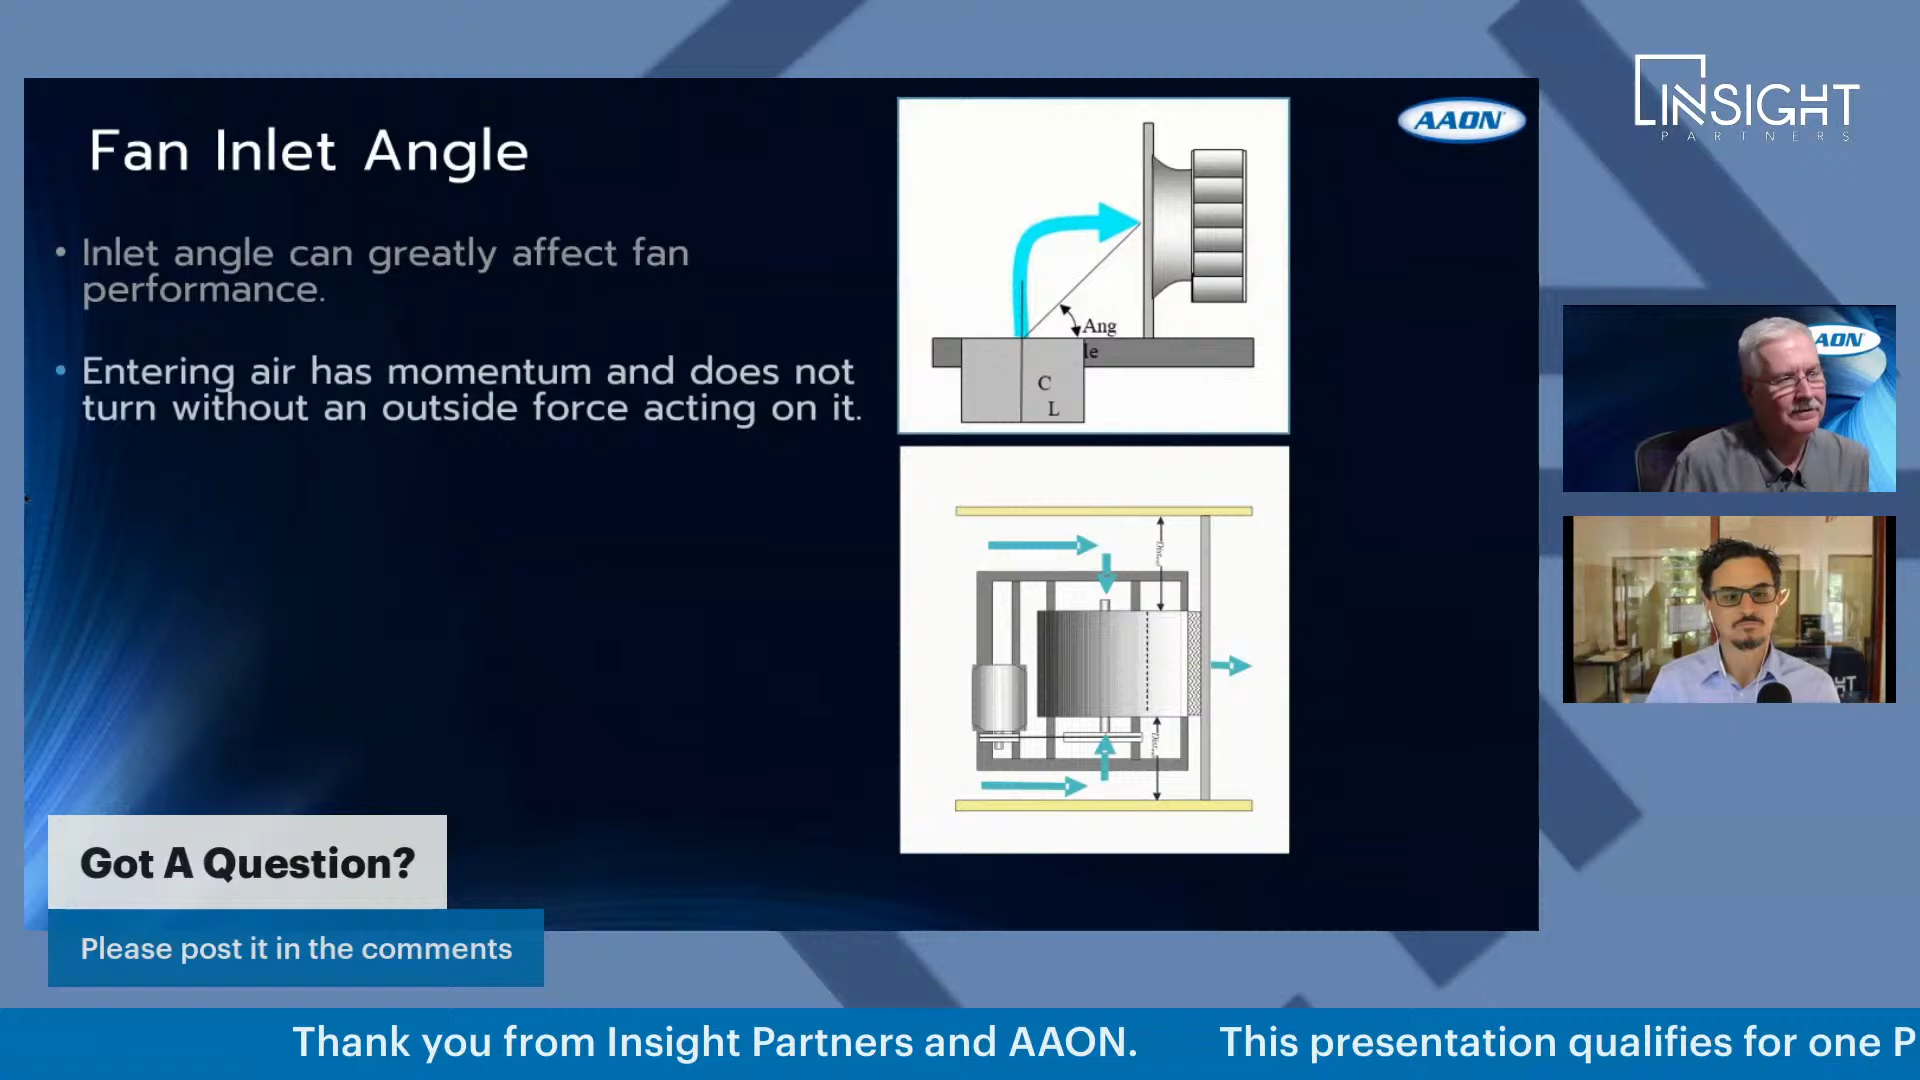 INSIGHT
PARTNERS
AAON
Fan Inlet Angle
• Inlet angle can greatly affect fan
performance.
• Entering air has momentum and does not
turn without an outside force acting on it.
Ang
le
C
L
AAON
Got A Question?
Please post it in the comments
Thank you from Insight Partners and AAON.
This presentation qualifies for one P